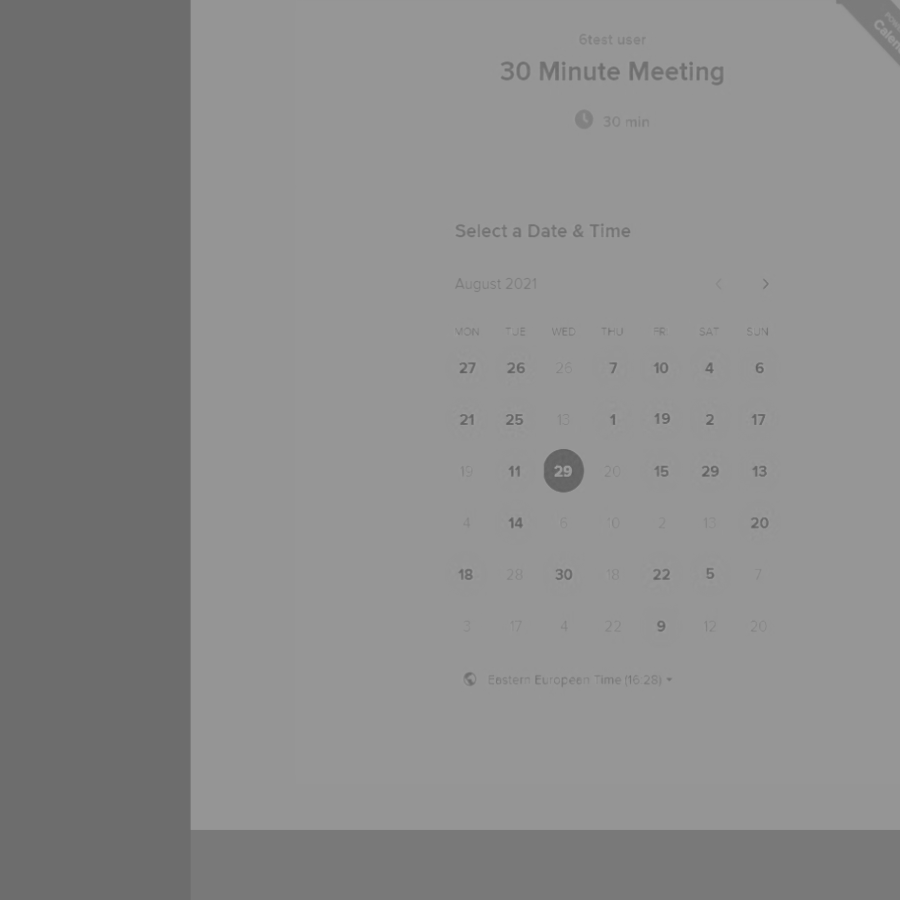 6test user
30 Minute Meeting
30 min
Select a Date & Time
August 2021
MON TUE WED THU FRI SAT SUN
27 26 26 7 10 4 6
21 25 13 1 19 2 17
19 11 29 20 15 29 13
4 14 6 10 2 13 20
18 28 30 18 22 5 7
3 17 4 22 9 12 20
Eastern European Time (16:28)